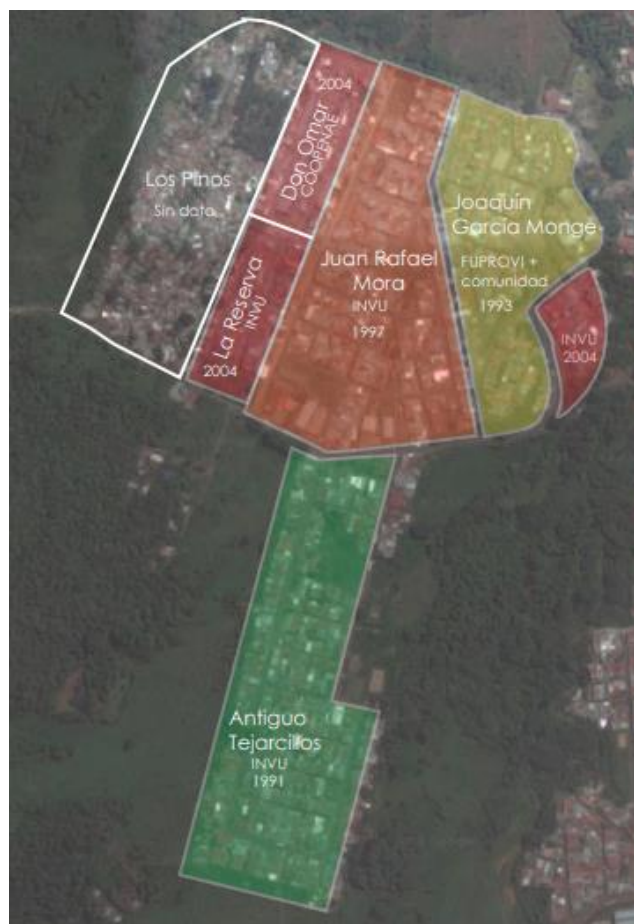 Los Pinos
Sin dato
2004
Don Omar
COOPENAE
La Reserva
INVU
2004
Juan Rafael
Mora
INVU
1997
Joaquín
García Monge
FUPROVI +
comunidad
1993
INVU
2004
Antiguo
Tejarcillos
INVU
1991